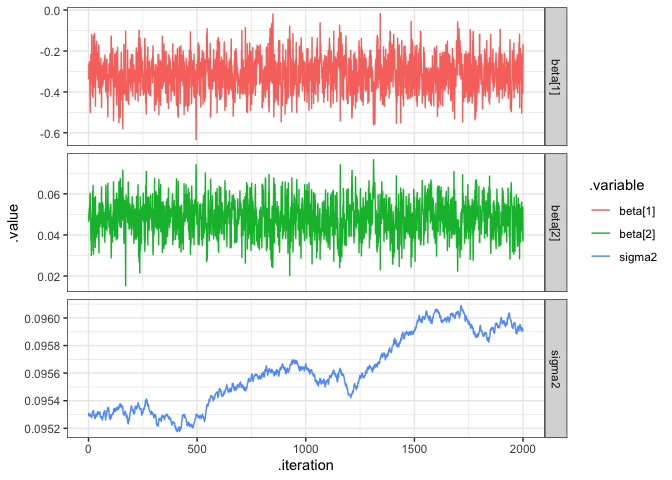 0.0
-0.2
-0.4
-0.6
beta[1]
0.06
0.04
0.02
beta[2]
0.0960
0.0958
0.0956
0.0954
0.0952
sigma2
0
500
1000
1500
2000
.iteration
.value
.variable
beta[1]
beta[2]
sigma2